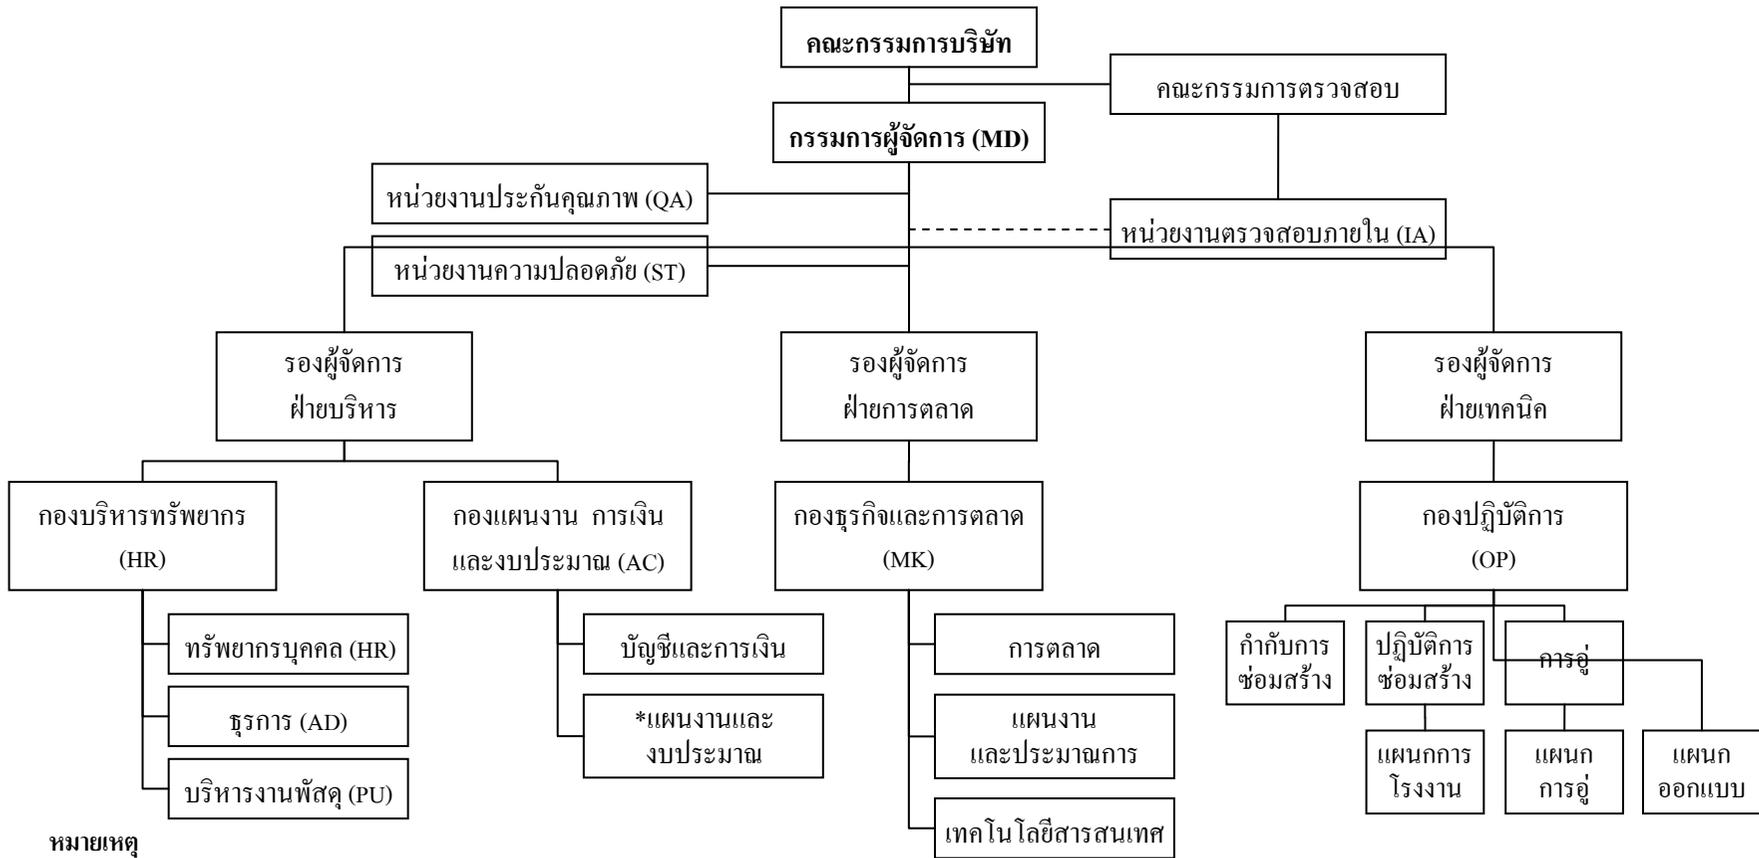 คณะกรรมการบริษัท
คณะกรรมการตรวจสอบ
กรรมการผู้จัดการ (MD)
หน่วยงานประกันคุณภาพ (QA)
หน่วยงานตรวจสอบภายใน (IA)
หน่วยงานความปลอดภัย (ST)
รองผู้จัดการ
ฝ่ายบริหาร
รองผู้จัดการ
ฝ่ายการตลาด
รองผู้จัดการ
ฝ่ายเทคนิค
กองบริหารทรัพยากร
(HR)
กองแผนงาน การเงิน
และงบประมาณ (AC)
กองธุรกิจและการตลาด
(MK)
กองปฏิบัติการ
(OP)
ทรัพยากรบุคคล (HR)
ธุรการ (AD)
บริหารงานพัสดุ (PU)
บัญชีและการเงิน
*แผนงานและ
งบประมาณ
การตลาด
แผนงาน
และประมาณการ
เทคโนโลยีสารสนเทศ
กำกับการ
ซ่อมสร้าง
ปฏิบัติการ
ซ่อมสร้าง
การอู่
แผนกการ
โรงงาน
แผนก
การอู่
แผนก
ออกแบบ
หมายเหตุ